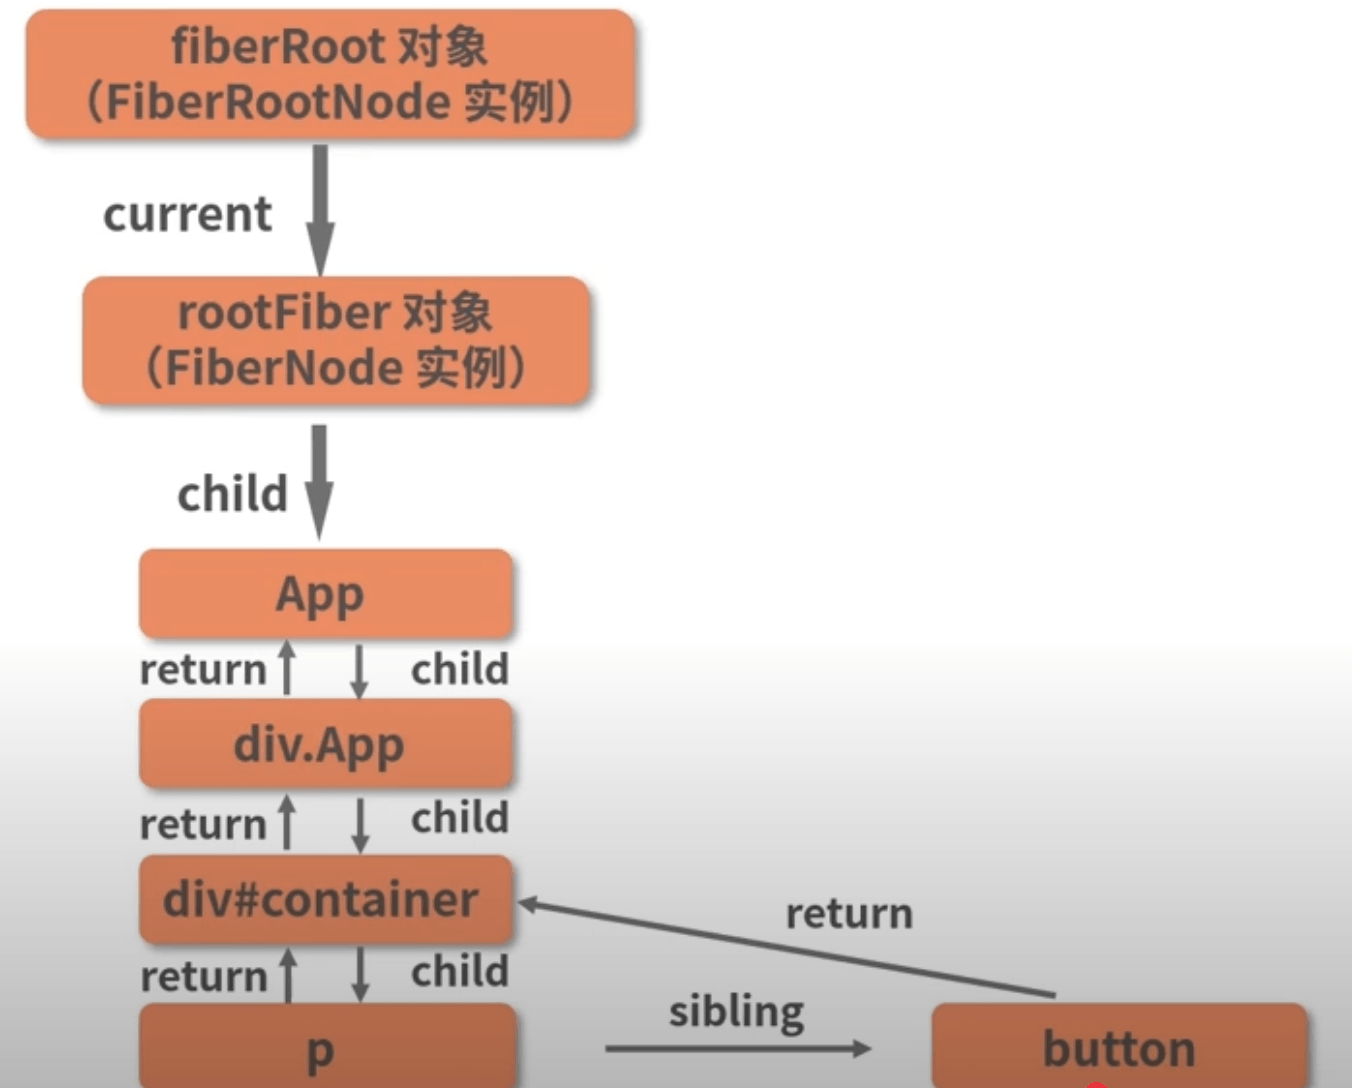 fiberRoot 对象
（FiberRootNode 实例）
current
rootFiber 对象
（FiberNode 实例）
child
App
return
child
div.App
return
child
div#container
return
return
child
sibling
p
button